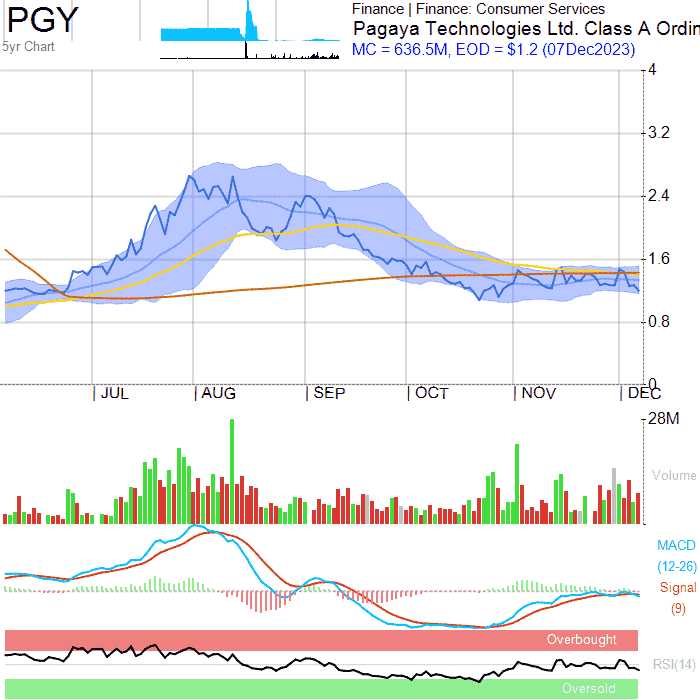 PGY
5yr Chart
Finance | Finance: Consumer Services
Pagaya Technologies Ltd. Class A Ordin
MC = 636.5M, EOD = $1.2 (07Dec2023)
4
3.2
2.4
1.6
0.8
0
JUL AUG SEP OCT NOV DEC
28M
Volume
MACD
(12-26)
Signal
(9)
Overbought
RSI(14)
Oversold